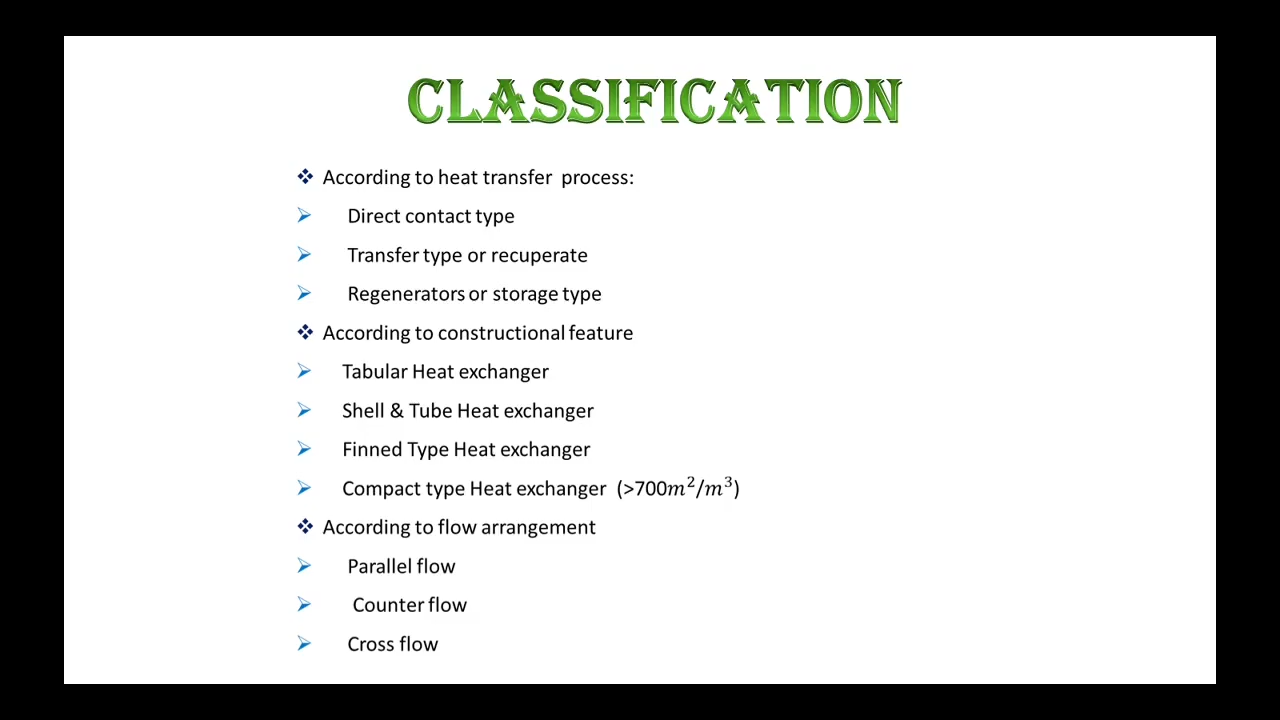 CLASSIFICATION
❖ According to heat transfer process:
➢ Direct contact type
➢ Transfer type or recuperate
➢ Regenerators or storage type
❖ According to constructional feature
➢ Tabular Heat exchanger
➢ Shell & Tube Heat exchanger
➢ Finned Type Heat exchanger
➢ Compact type Heat exchanger (>700m²/m³)
❖ According to flow arrangement
➢ Parallel flow
➢ Counter flow
➢ Cross flow